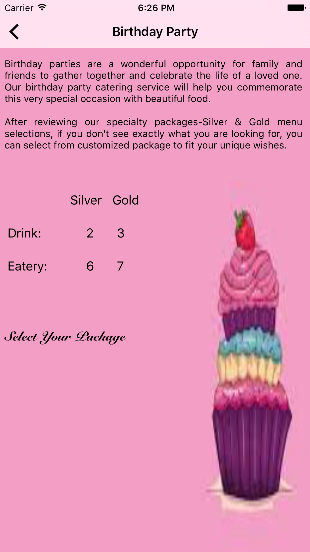 Carrier 6:26 PM
Birthday Party
Birthday parties are a wonderful opportunity for family and
friends to gather together and celebrate the life of a loved one.
Our birthday party catering service will help you commemorate
this very special occasion with beautiful food.
After reviewing our specialty packages-Silver & Gold menu
selections, if you don't see exactly what you are looking for, you
can select from customized package to fit your unique wishes.
Silver Gold
Drink: 2 3
Eatery: 6 7
Select Your Package